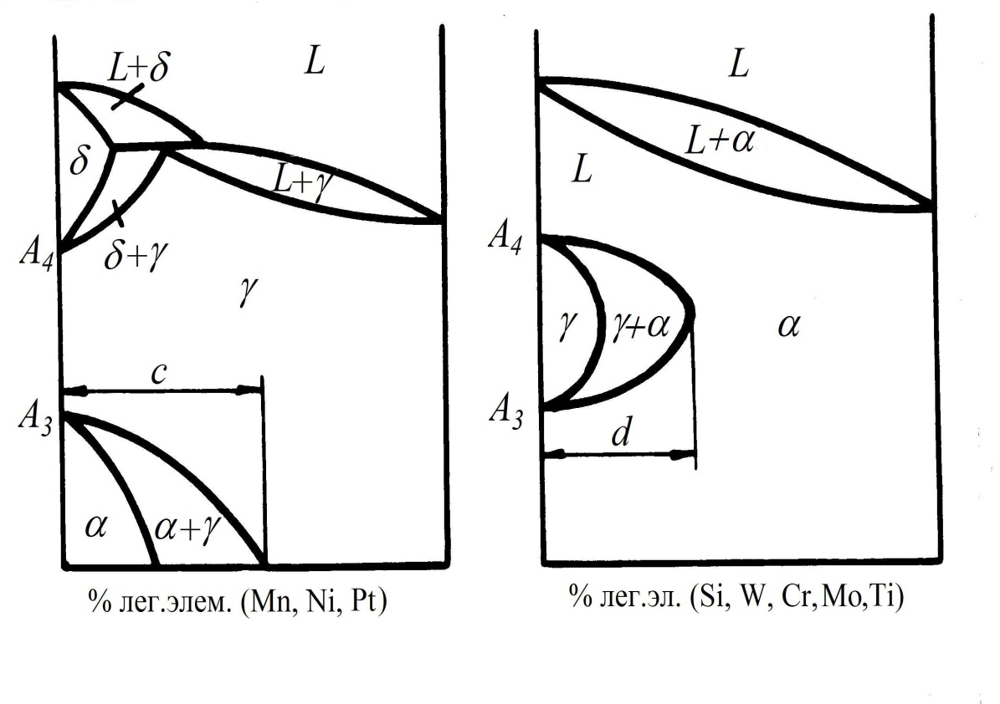 L+δ
L
δ
L+γ
A4
δ+γ
γ
c
A3
α
α+γ
% лег.элем. (Mn, Ni, Pt)
L
L+α
L
A4
γ
γ+α
α
A3
d
% лег.эл. (Si, W, Cr,Mo,Ti)